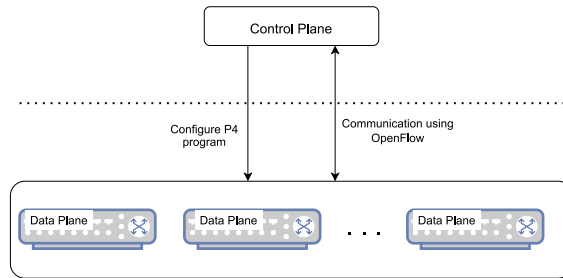 Control Plane
Configure P4
program
Communication using
OpenFlow
Data Plane
Data Plane
. . .
Data Plane